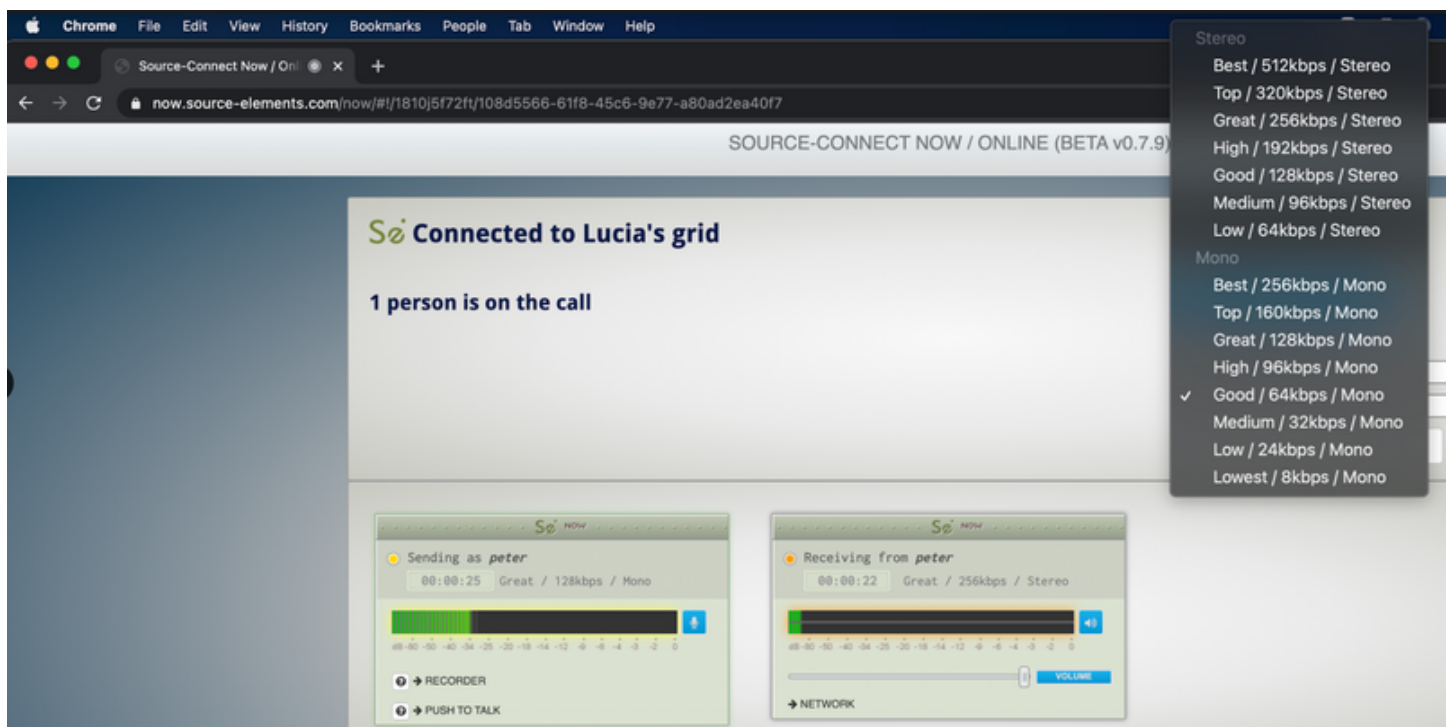 Chrome File Edit View History Bookmarks People Tab Window Help
Source-Connect Now / Onl
now.source-elements.com/now/#!/1810j5f72ft/108d5566-61f8-45c6-9e77-a80ad2ea40f7
SOURCE-CONNECT NOW / ONLINE (BETA v0.7.9)
Stereo
Best / 512kbps / Stereo
Top / 320kbps / Stereo
Great / 256kbps / Stereo
High / 192kbps / Stereo
Good / 128kbps / Stereo
Medium / 96kbps / Stereo
Low / 64kbps / Stereo
Mono
Best / 256kbps / Mono
Top / 160kbps / Mono
Great / 128kbps / Mono
High / 96kbps / Mono
Good / 64kbps / Mono
Medium / 32kbps / Mono
Low / 24kbps / Mono
Lowest / 8kbps / Mono
Connected to Lucia's grid
1 person is on the call
NOW
Sending as peter
00:00:25 Great / 128kbps / Mono
RECORDER
PUSH TO TALK
NOW
Receiving from peter
00:00:22 Great / 256kbps / Stereo
VOLUME
NETWORK